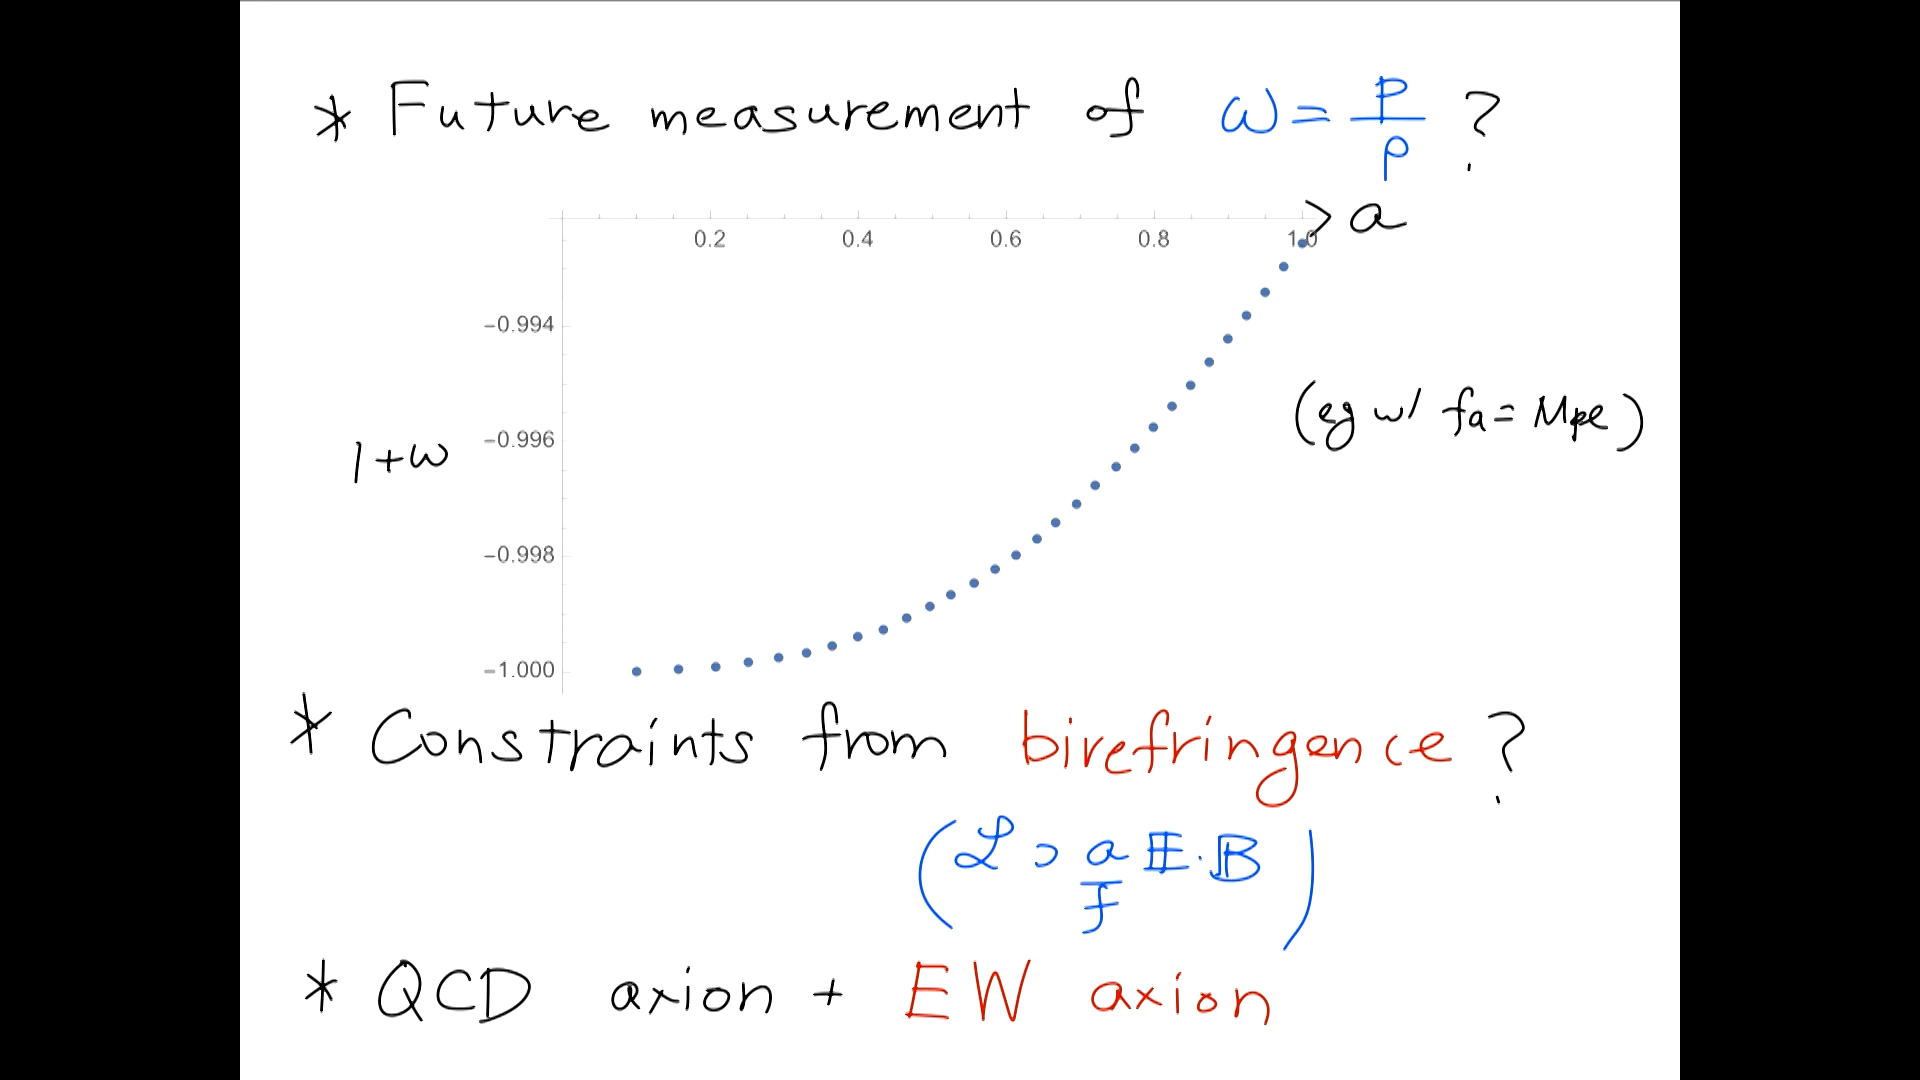 * Future measurement of ω = p/ρ ?
> a
0.2 0.4 0.6 0.8 1.0
−0.994
(eg w/ fa = Mpl)
−0.996
1+ω
−0.998
−1.000
* Constraints from birefringence ?
(ℒ ⊃ a/f E·B)
* QCD axion + EW axion